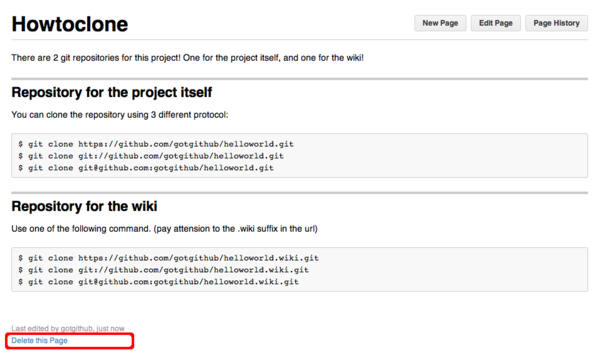 Howtoclone
New Page
Edit Page
Page History
There are 2 git repositories for this project! One for the project itself, and one for the wiki!
Repository for the project itself
You can clone the repository using 3 different protocol:
$ git clone https://github.com/gotgithub/helloworld.git
$ git clone git://github.com/gotgithub/helloworld.git
$ git clone git@github.com:gotgithub/helloworld.git
Repository for the wiki
Use one of the following command. (pay attension to the .wiki suffix in the url)
$ git clone https://github.com/gotgithub/helloworld.wiki.git
$ git clone git://github.com/gotgithub/helloworld.wiki.git
$ git clone git@github.com:gotgithub/helloworld.wiki.git
Last edited by gotgithub, just now
Delete this Page